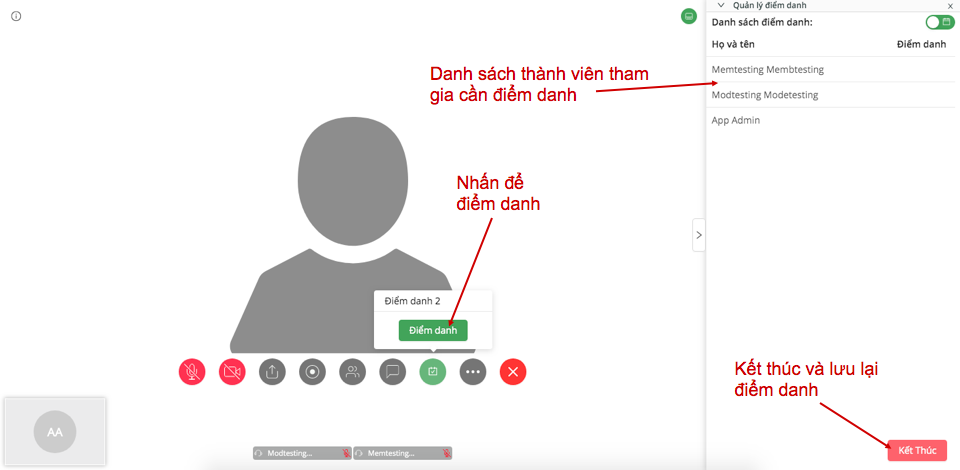 Quản lý điểm danh
x
Danh sách điểm danh:
Họ và tên Điểm danh
Memtesting Membtesting
Modtesting Modetesting
App Admin
Danh sách thành viên tham
gia cần điểm danh
Nhấn để
điểm danh
Điểm danh 2
Điểm danh
Kết thúc và lưu lại
điểm danh
Kết Thúc
AA
Modtesting...
Memtesting...